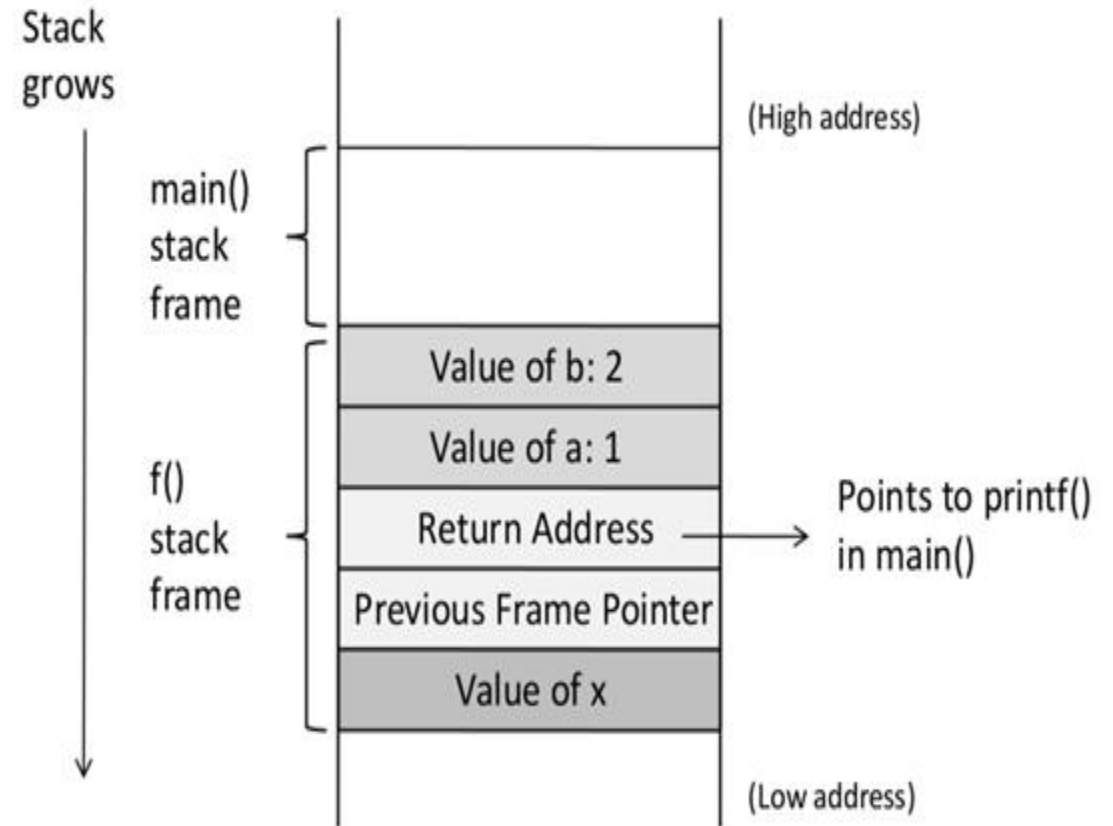 Stack
grows
(High address)
main()
stack
frame
Value of b: 2
Value of a: 1
f()
stack
frame
Return Address
Points to printf()
in main()
Previous Frame Pointer
Value of x
(Low address)